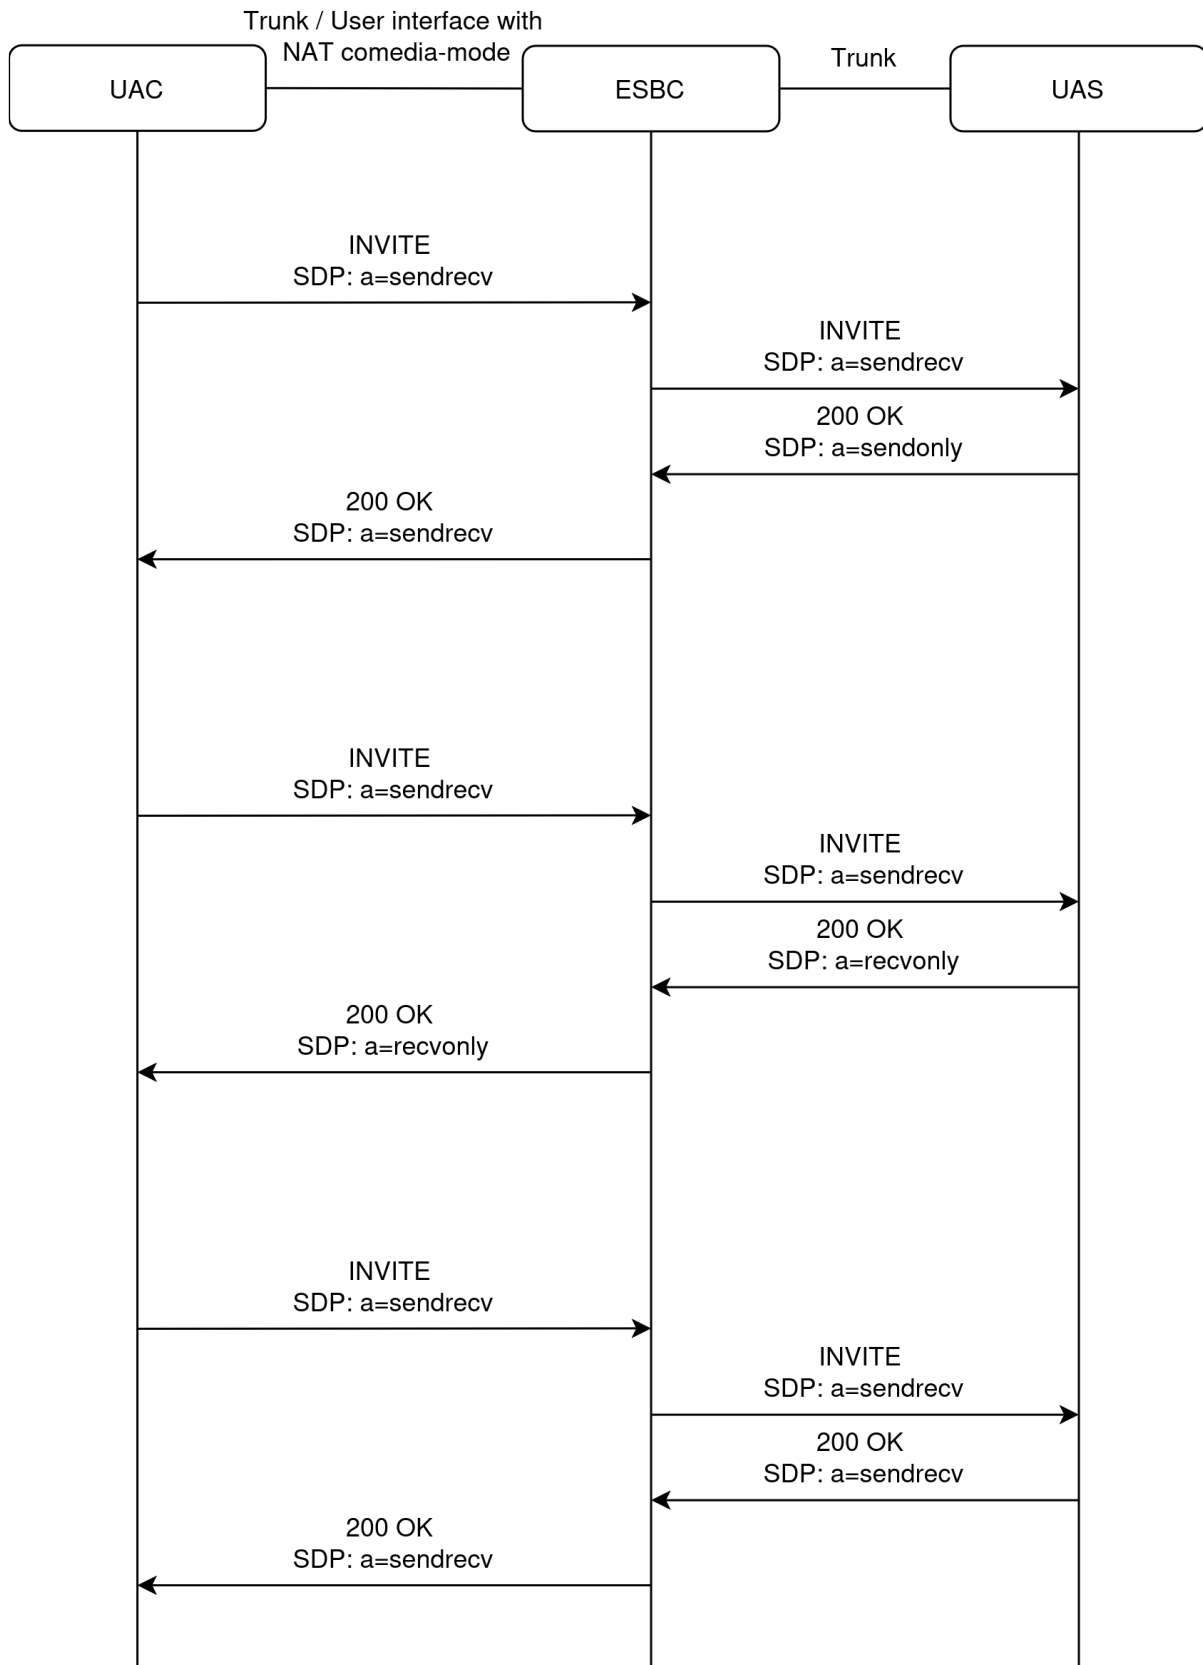 Trunk / User interface with
NAT comedia-mode
Trunk
UAC
ESBC
UAS
INVITE
SDP: a=sendrecv
INVITE
SDP: a=sendrecv
200 OK
SDP: a=sendonly
200 OK
SDP: a=sendrecv
INVITE
SDP: a=sendrecv
INVITE
SDP: a=sendrecv
200 OK
SDP: a=recvonly
200 OK
SDP: a=recvonly
INVITE
SDP: a=sendrecv
INVITE
SDP: a=sendrecv
200 OK
SDP: a=sendrecv
200 OK
SDP: a=sendrecv